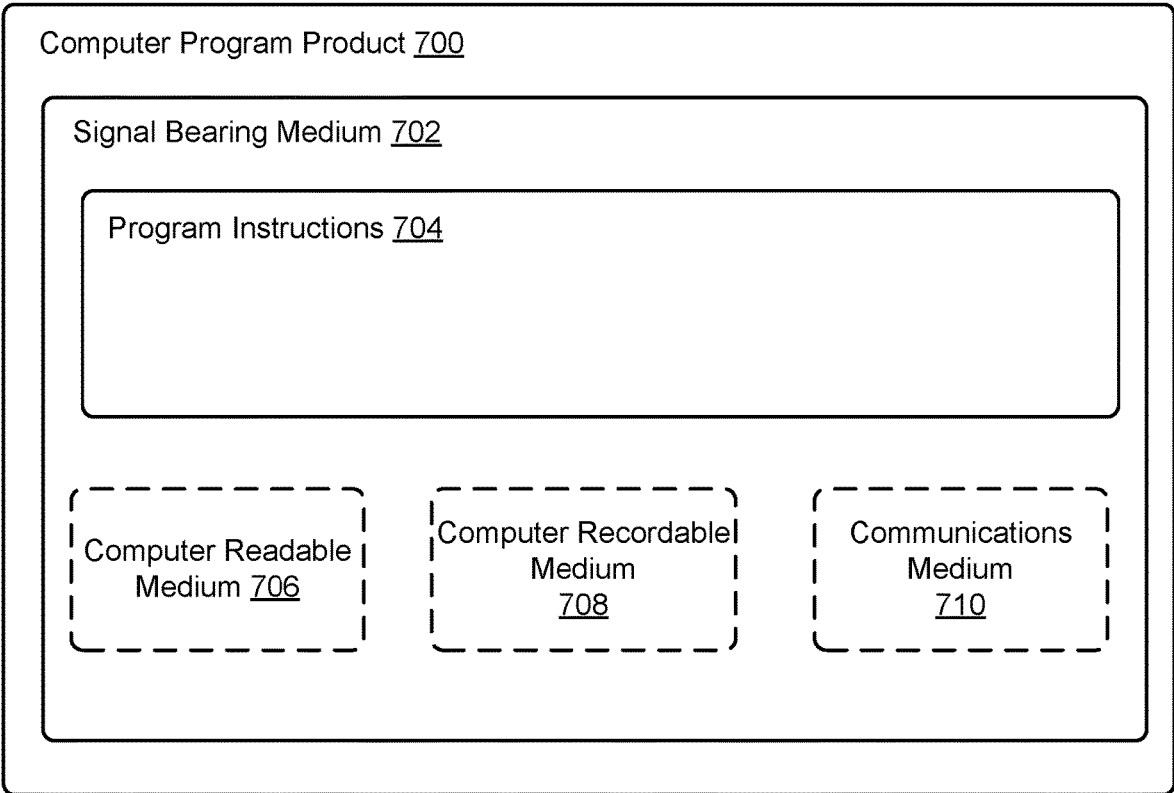 Computer Program Product 700
Signal Bearing Medium 702
Program Instructions 704
Computer Readable
Medium 706
Computer Recordable
Medium
708
Communications
Medium
710